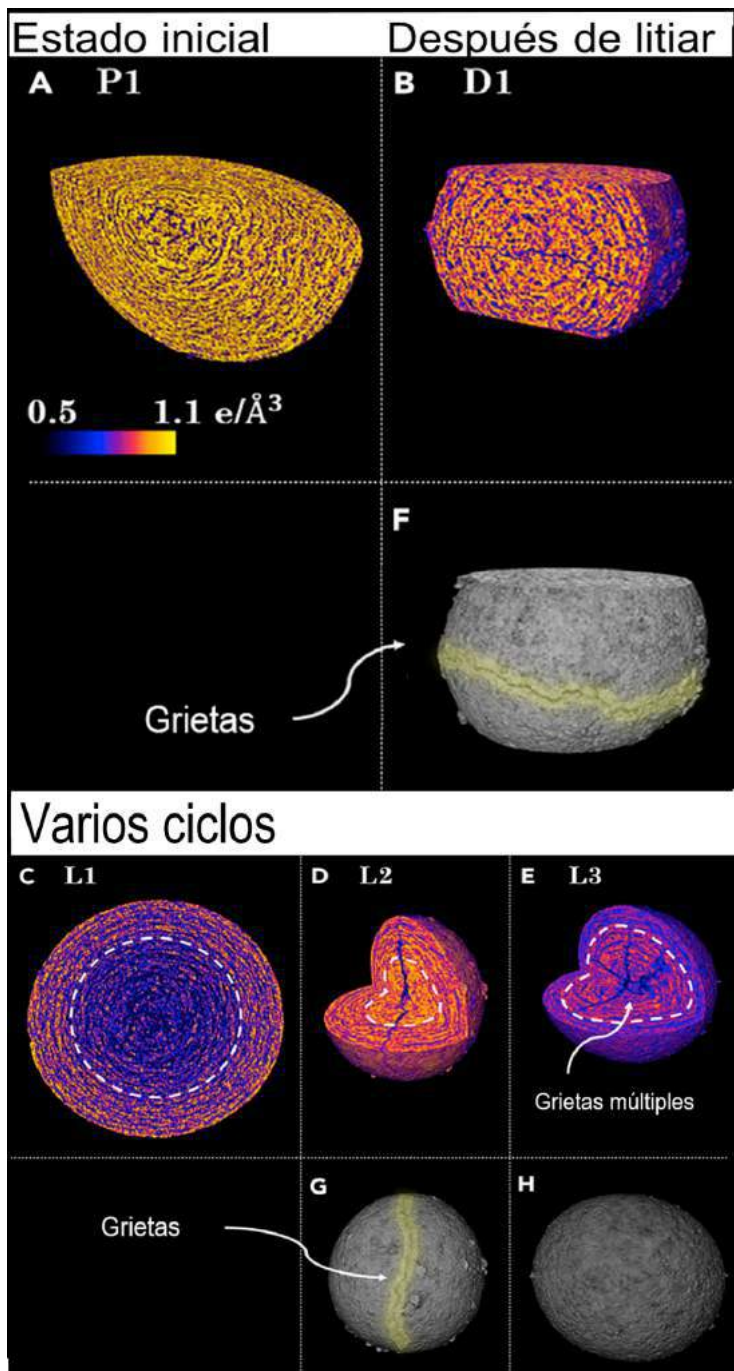 Estado inicial
Después de litiar
A P1
B D1
0.5 1.1 e/Å³
F
Grietas
Varios ciclos
C L1
D L2
E L3
Grietas múltiples
G
H
Grietas